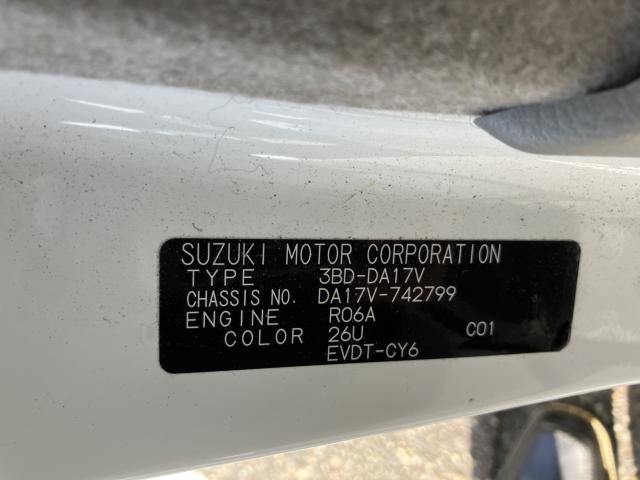 SUZUKI MOTOR CORPORATION
TYPE 3BD-DA17V
CHASSIS NO. DA17V-742799
ENGINE R06A
COLOR 26U C01
EVDT-CY6